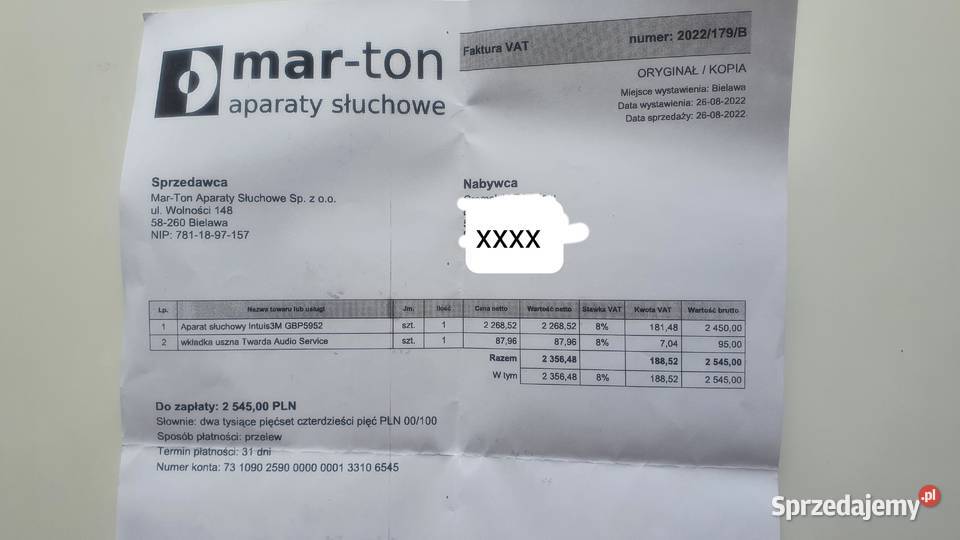 mar-ton
aparaty słuchowe
Faktura VAT
numer: 2022/179/B
ORYGINAŁ / KOPIA
Miejsce wystawienia: Bielawa
Data wystawienia: 26-08-2022
Data sprzedaży: 26-08-2022
Sprzedawca
Mar-Ton Aparaty Słuchowe Sp. z o.o.
ul. Wolności 148
58-260 Bielawa
NIP: 781-18-97-157
Nabywca
XXXX
Lp. Nazwa towaru lub usługi Jm. Ilość Cena netto Wartość netto Stawka VAT Kwota VAT Wartość brutto
1 Aparat słuchowy Intuis3M GBP5952 szt. 1 2 268,52 2 268,52 8% 181,48 2 450,00
2 wkładka uszna Twarda Audio Service szt. 1 87,96 87,96 8% 7,04 95,00
Razem 2 356,48 188,52 2 545,00
W tym 2 356,48 8% 188,52 2 545,00
Do zapłaty: 2 545,00 PLN
Słownie: dwa tysiące pięćset czterdzieści pięć PLN 00/100
Sposób płatności: przelew
Termin płatności: 31 dni
Numer konta: 73 1090 2590 0000 0001 3310 6545
Sprzedajemy.pl